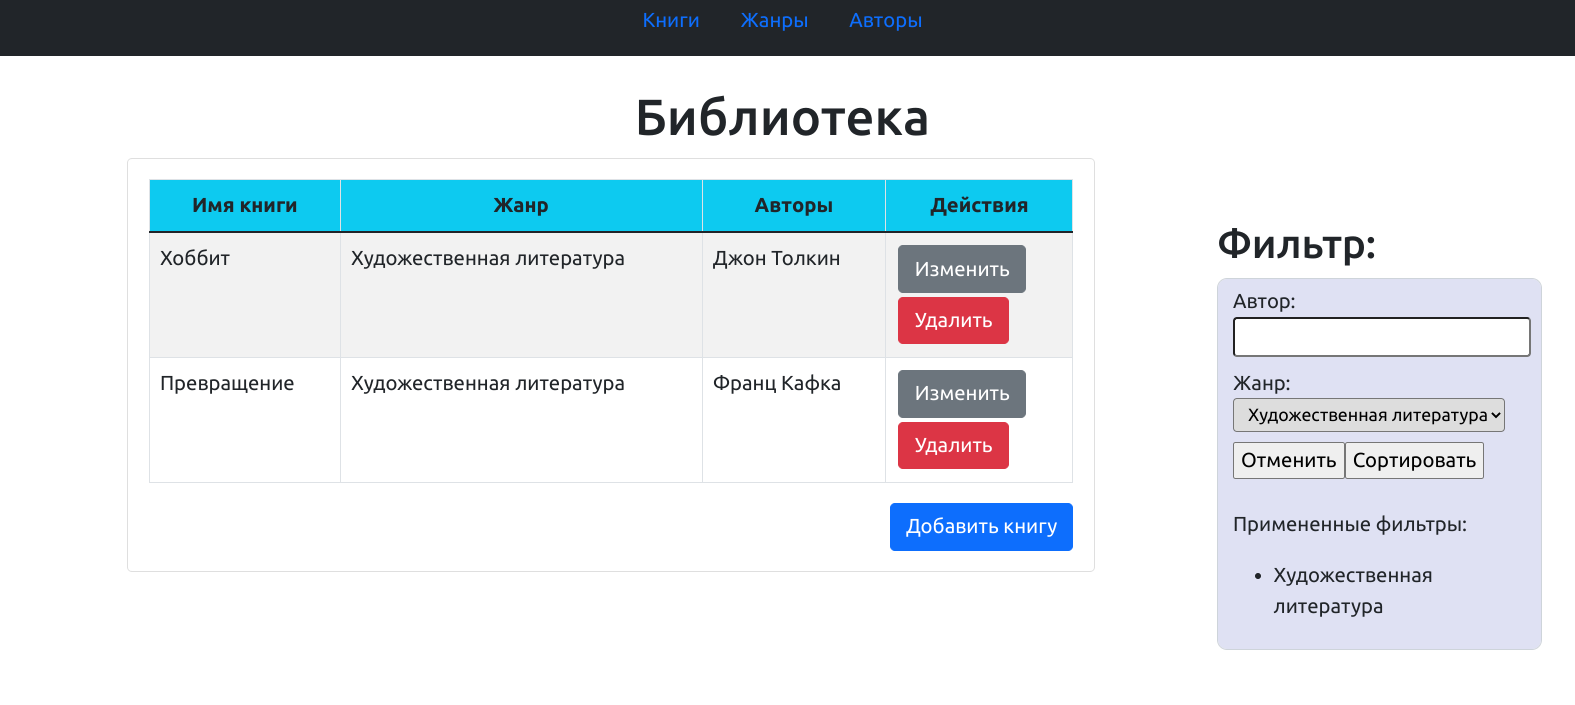 Книги Жанры Авторы
Библиотека
Имя книги Жанр Авторы Действия
Хоббит Художественная литература Джон Толкин Изменить
Удалить
Превращение Художественная литература Франц Кафка Изменить
Удалить
Добавить книгу
Фильтр:
Автор:
Жанр:
Художественная литература
Отменить Сортировать
Примененные фильтры:
Художественная
литература